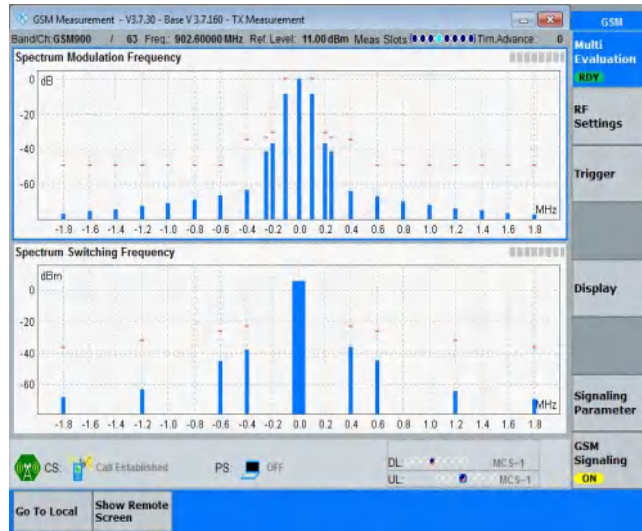 GSM Measurement - V3.7.30 - Base V 3.7.160 - TX Measurement
GSM
Band/Ch: GSM900 / 63 Freq.: 902.60000 MHz Ref. Level: 11.00 dBm Meas Slots Tim.Advance: 0
Multi Evaluation
RDY
Spectrum Modulation Frequency
dB
0
-20
-40
-60
MHz
-1.8 -1.6 -1.4 -1.2 -1.0 -0.8 -0.6 -0.4 -0.2 0.0 0.2 0.4 0.6 0.8 1.0 1.2 1.4 1.6 1.8
RF
Settings
Trigger
Spectrum Switching Frequency
dBm
0
-20
-40
-60
MHz
-1.8 -1.6 -1.4 -1.2 -1.0 -0.8 -0.6 -0.4 -0.2 0.0 0.2 0.4 0.6 0.8 1.0 1.2 1.4 1.6 1.8
Display
Signaling
Parameter
CS: Call Established PS: OFF
DL: MCS-1
UL: MCS-1
GSM
Signaling
ON
Go To Local
Show Remote
Screen